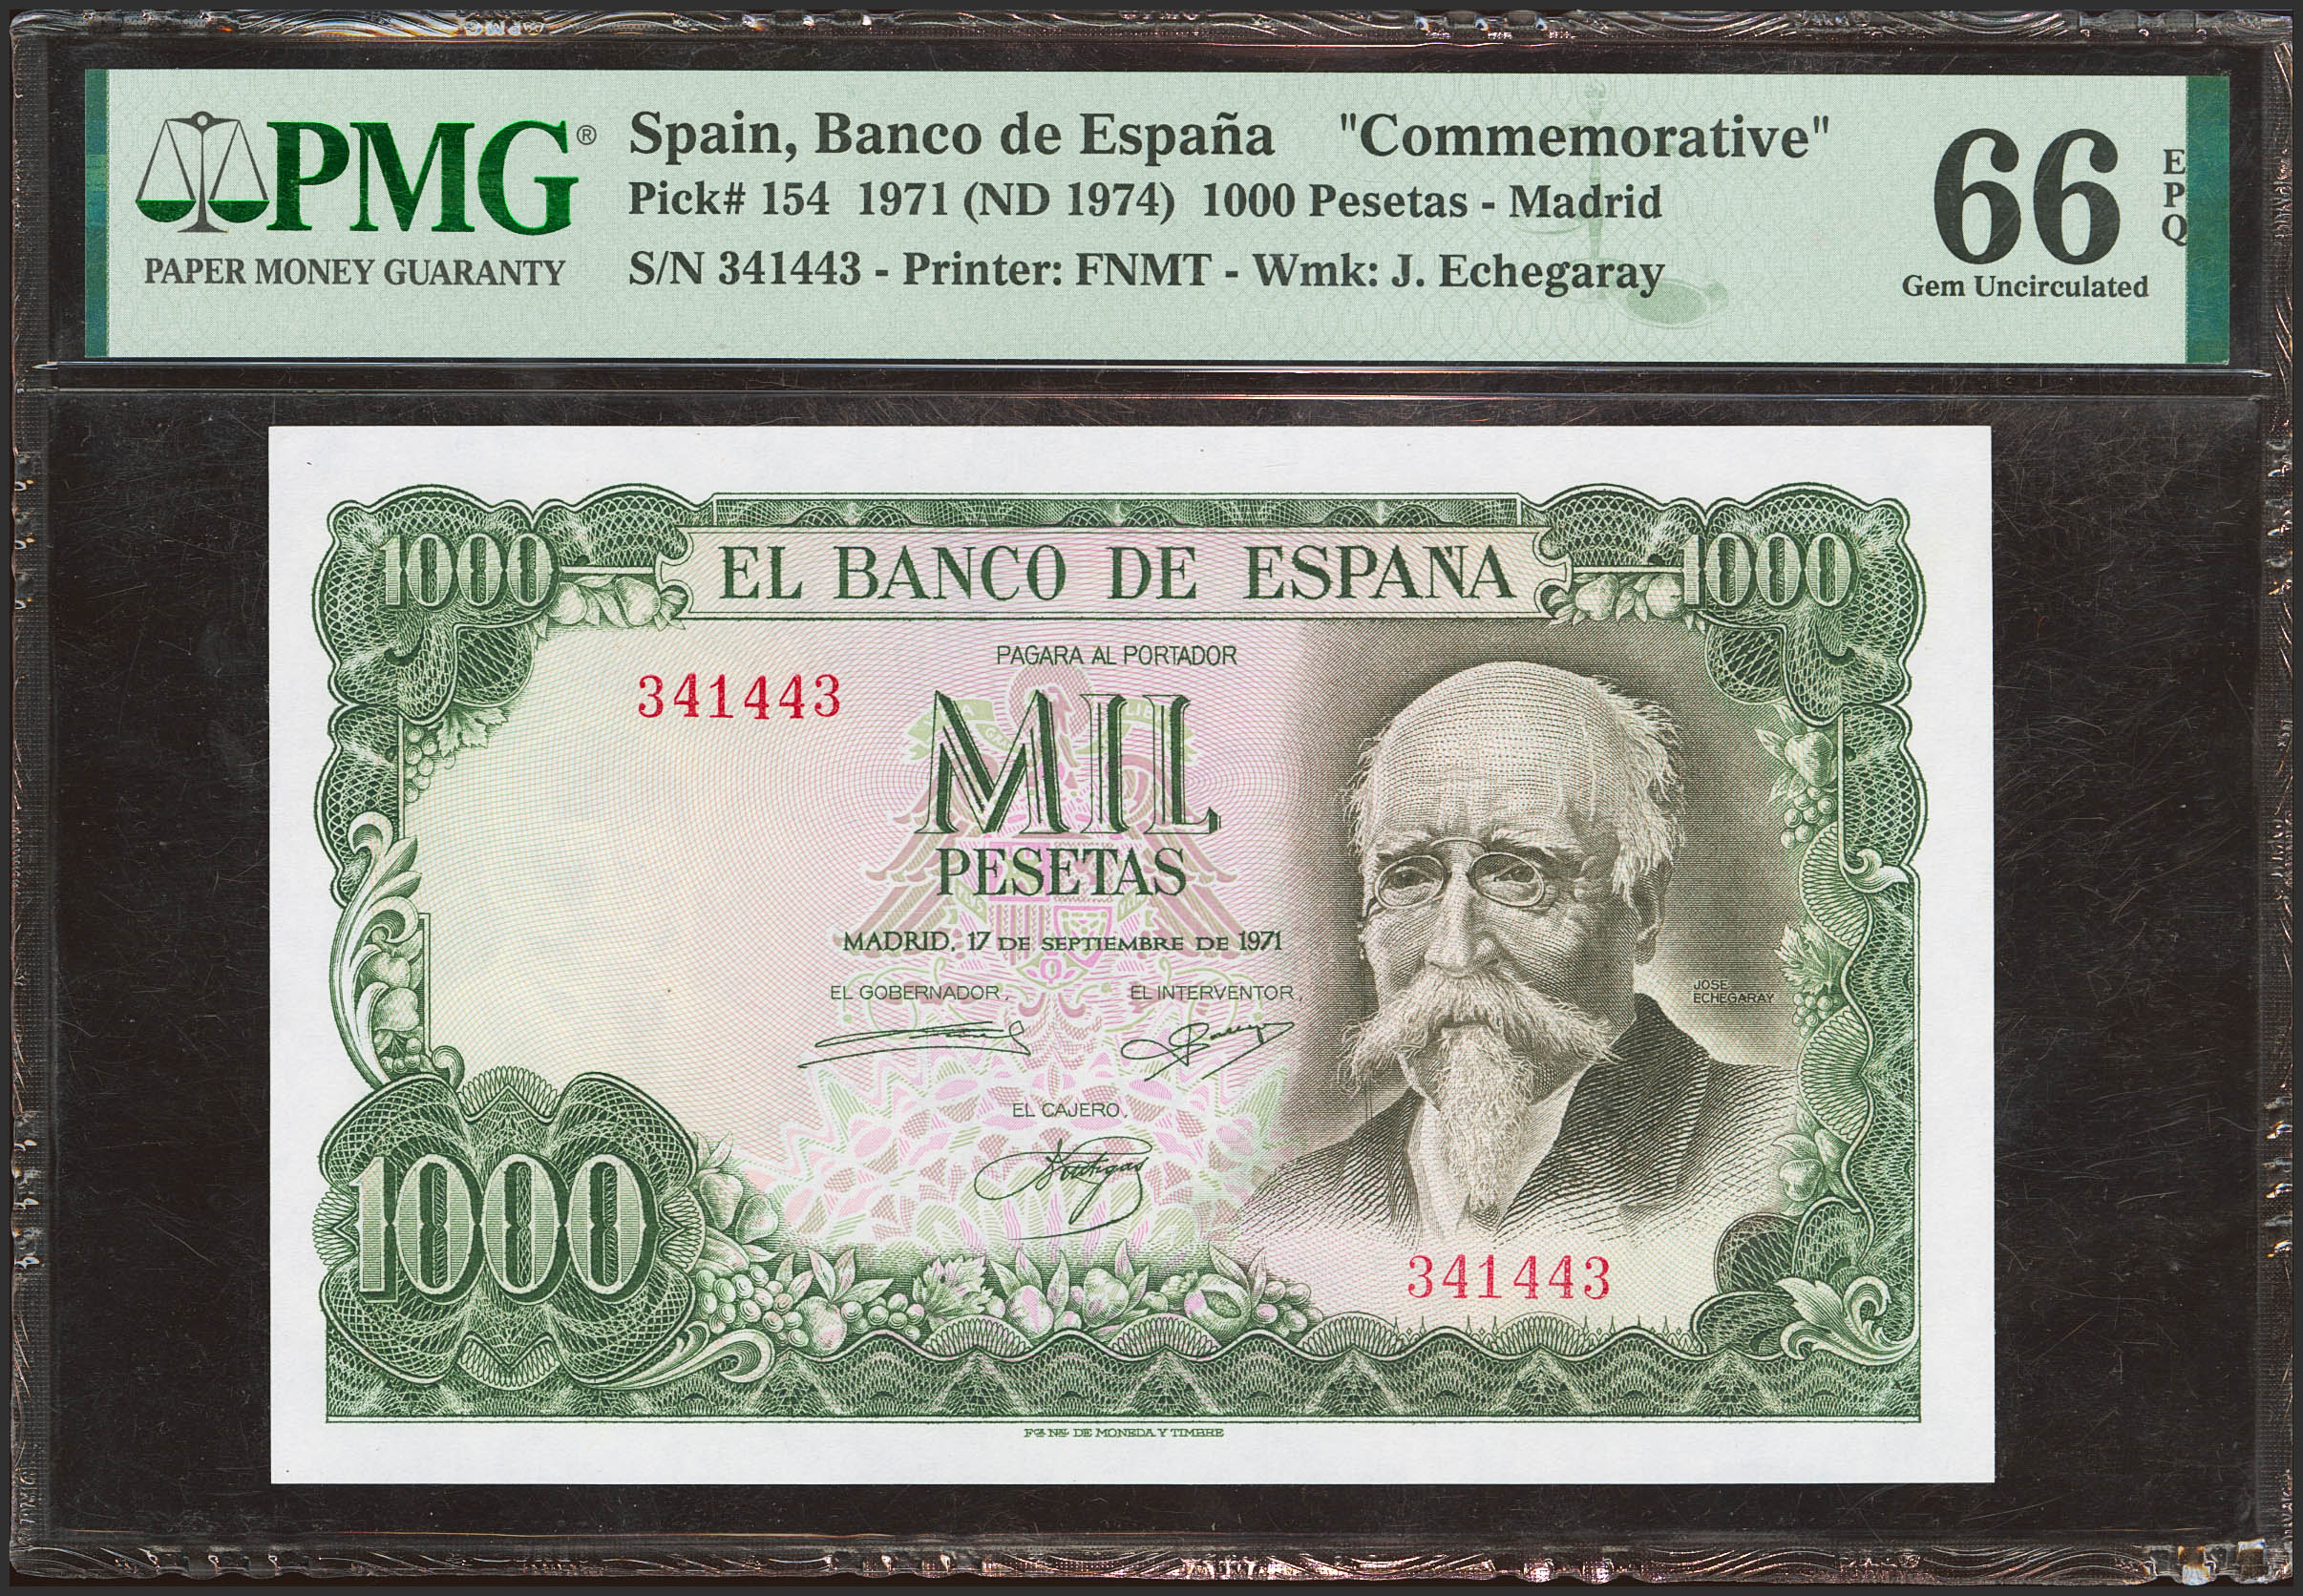 PMG®
PAPER MONEY GUARANTY
Spain, Banco de España "Commemorative"
Pick# 154 1971 (ND 1974) 1000 Pesetas - Madrid
S/N 341443 - Printer: FNMT - Wmk: J. Echegaray
66
EPQ
Gem Uncirculated
1000
EL BANCO DE ESPAÑA
1000
PAGARA AL PORTADOR
341443
MIL
PESETAS
MADRID, 17 DE SEPTIEMBRE DE 1971
EL GOBERNADOR, EL INTERVENTOR,
JOSE
ECHEGARAY
EL CAJERO,
1000
341443
FCA. NAL. DE MONEDA Y TIMBRE